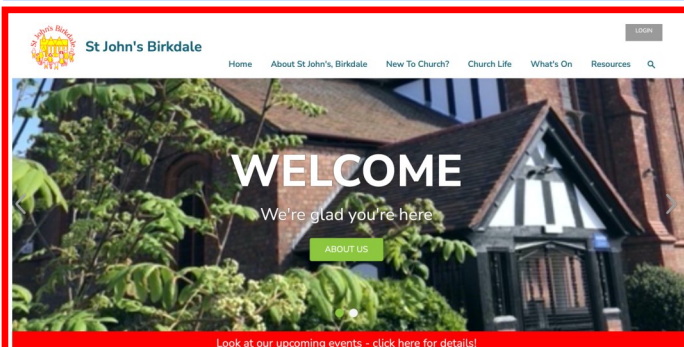 St John's Birkdale
LOGIN
St John's Birkdale
Home About St John's, Birkdale New To Church? Church Life What's On Resources
WELCOME
We're glad you're here
ABOUT US
Look at our upcoming events - click here for details!